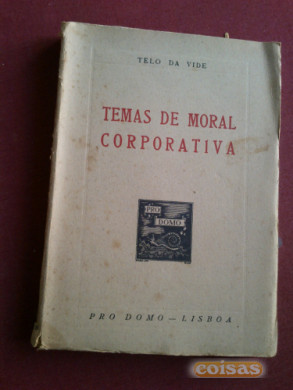 TELO DA VIDE
TEMAS DE MORAL
CORPORATIVA
PRO
DOMO
PRO DOMO — LISBOA
coisas